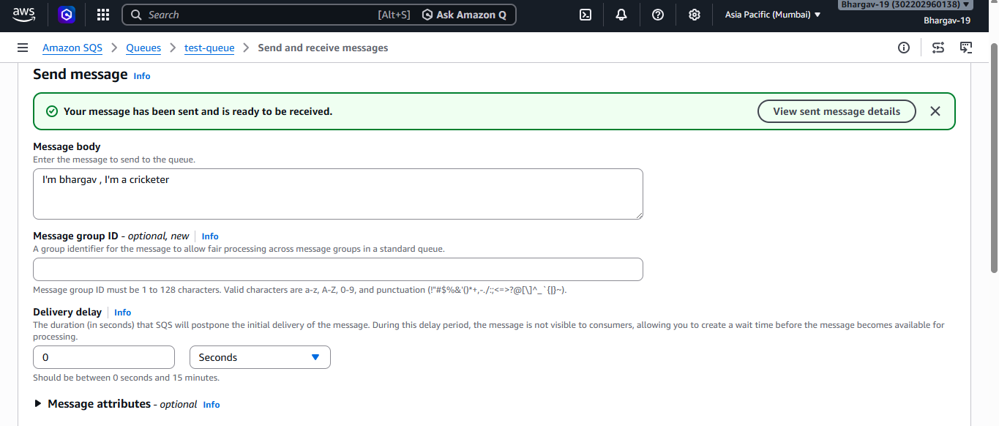 aws
Search [Alt+S] Ask Amazon Q
Asia Pacific (Mumbai) ▼
Bhargav-19 (302202960138) ▼
Bhargav-19
Amazon SQS > Queues > test-queue > Send and receive messages
Send message Info
Your message has been sent and is ready to be received.
View sent message details
Message body
Enter the message to send to the queue.
I'm bhargav , I'm a cricketer
Message group ID - optional, new Info
A group identifier for the message to allow fair processing across message groups in a standard queue.
Message group ID must be 1 to 128 characters. Valid characters are a-z, A-Z, 0-9, and punctuation (!"#$%&'()*+,-./:;<=>?@[\]^_`{|}~).
Delivery delay Info
The duration (in seconds) that SQS will postpone the initial delivery of the message. During this delay period, the message is not visible to consumers, allowing you to create a wait time before the message becomes available for
processing.
0 Seconds
Should be between 0 seconds and 15 minutes.
Message attributes - optional Info